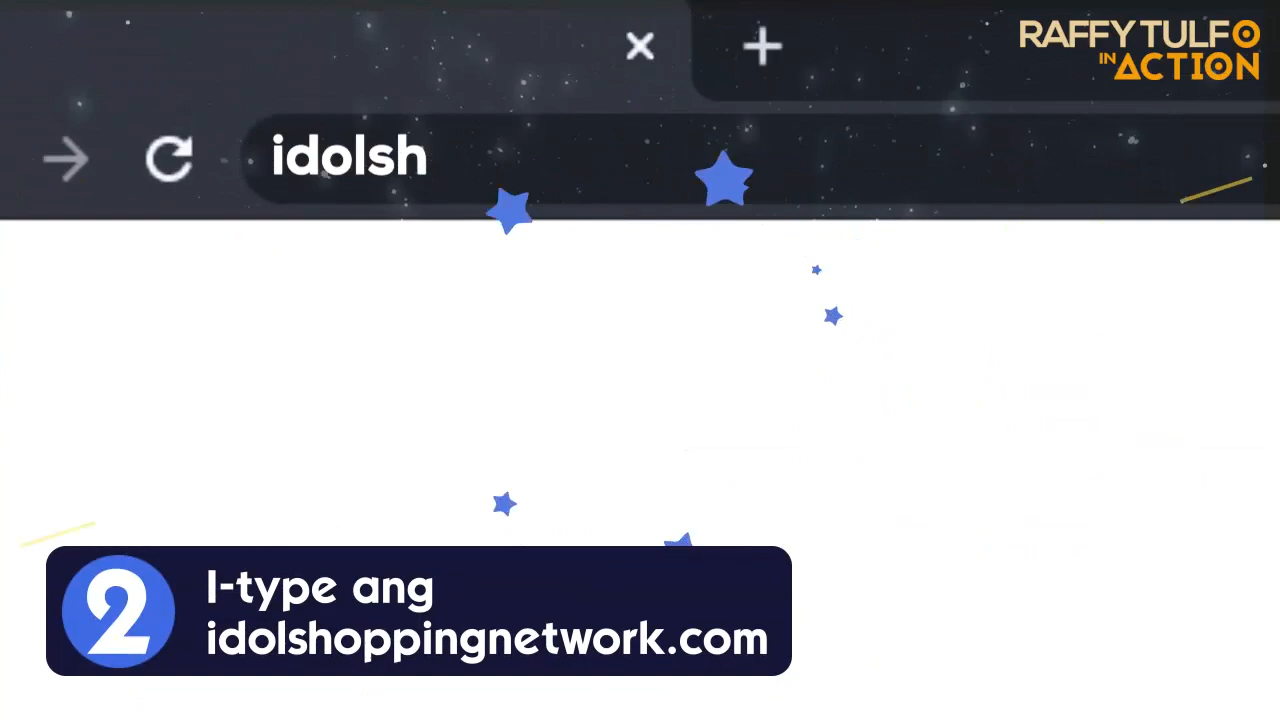 RAFFY TULFO
IN ACTION
idolsh
2
I-type ang
idolshoppingnetwork.com